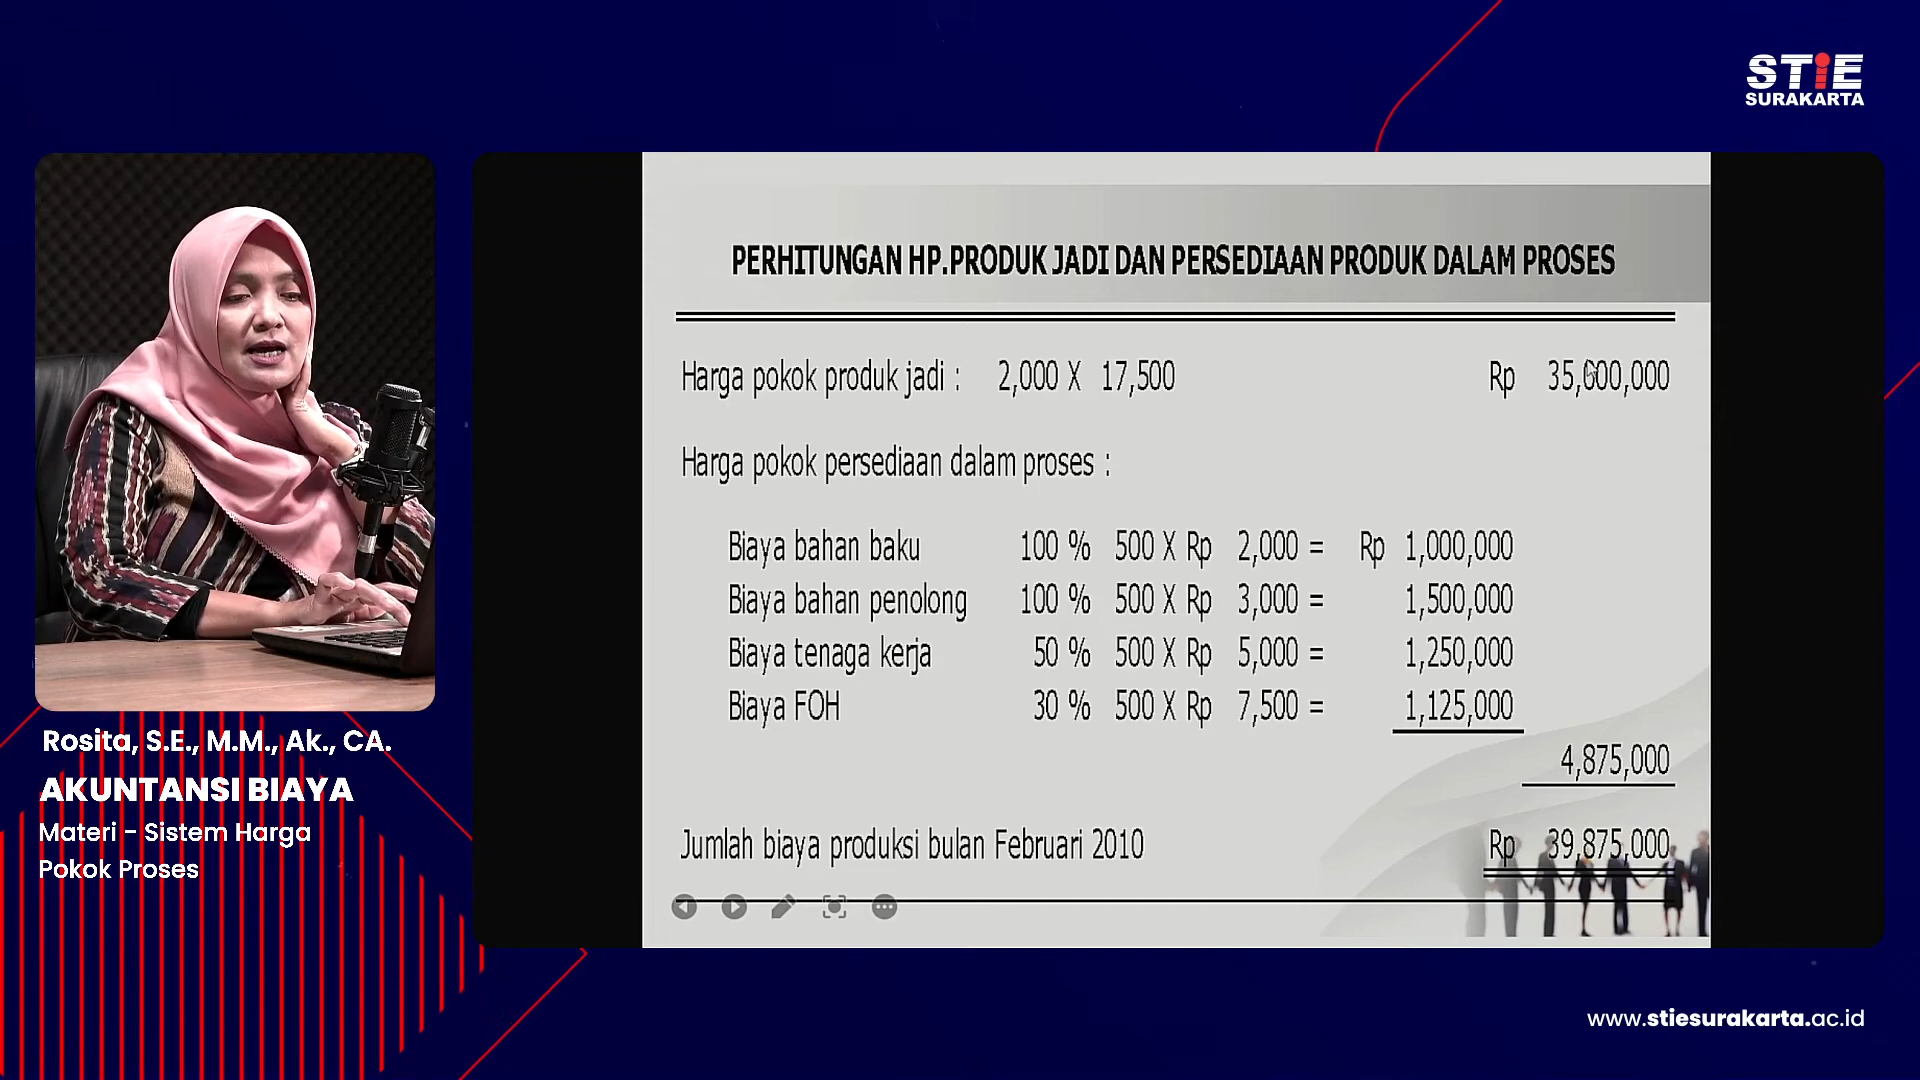 STiE
SURAKARTA
PERHITUNGAN HP.PRODUK JADI DAN PERSEDIAAN PRODUK DALAM PROSES
Harga pokok produk jadi : 2,000 X 17,500 Rp 35,000,000
Harga pokok persediaan dalam proses :
Biaya bahan baku 100 % 500 X Rp 2,000 = Rp 1,000,000
Biaya bahan penolong 100 % 500 X Rp 3,000 = 1,500,000
Biaya tenaga kerja 50 % 500 X Rp 5,000 = 1,250,000
Biaya FOH 30 % 500 X Rp 7,500 = 1,125,000
4,875,000
Jumlah biaya produksi bulan Februari 2010 Rp 39,875,000
Rosita, S.E., M.M., Ak., CA.
AKUNTANSI BIAYA
Materi - Sistem Harga
Pokok Proses
www.stiesurakarta.ac.id